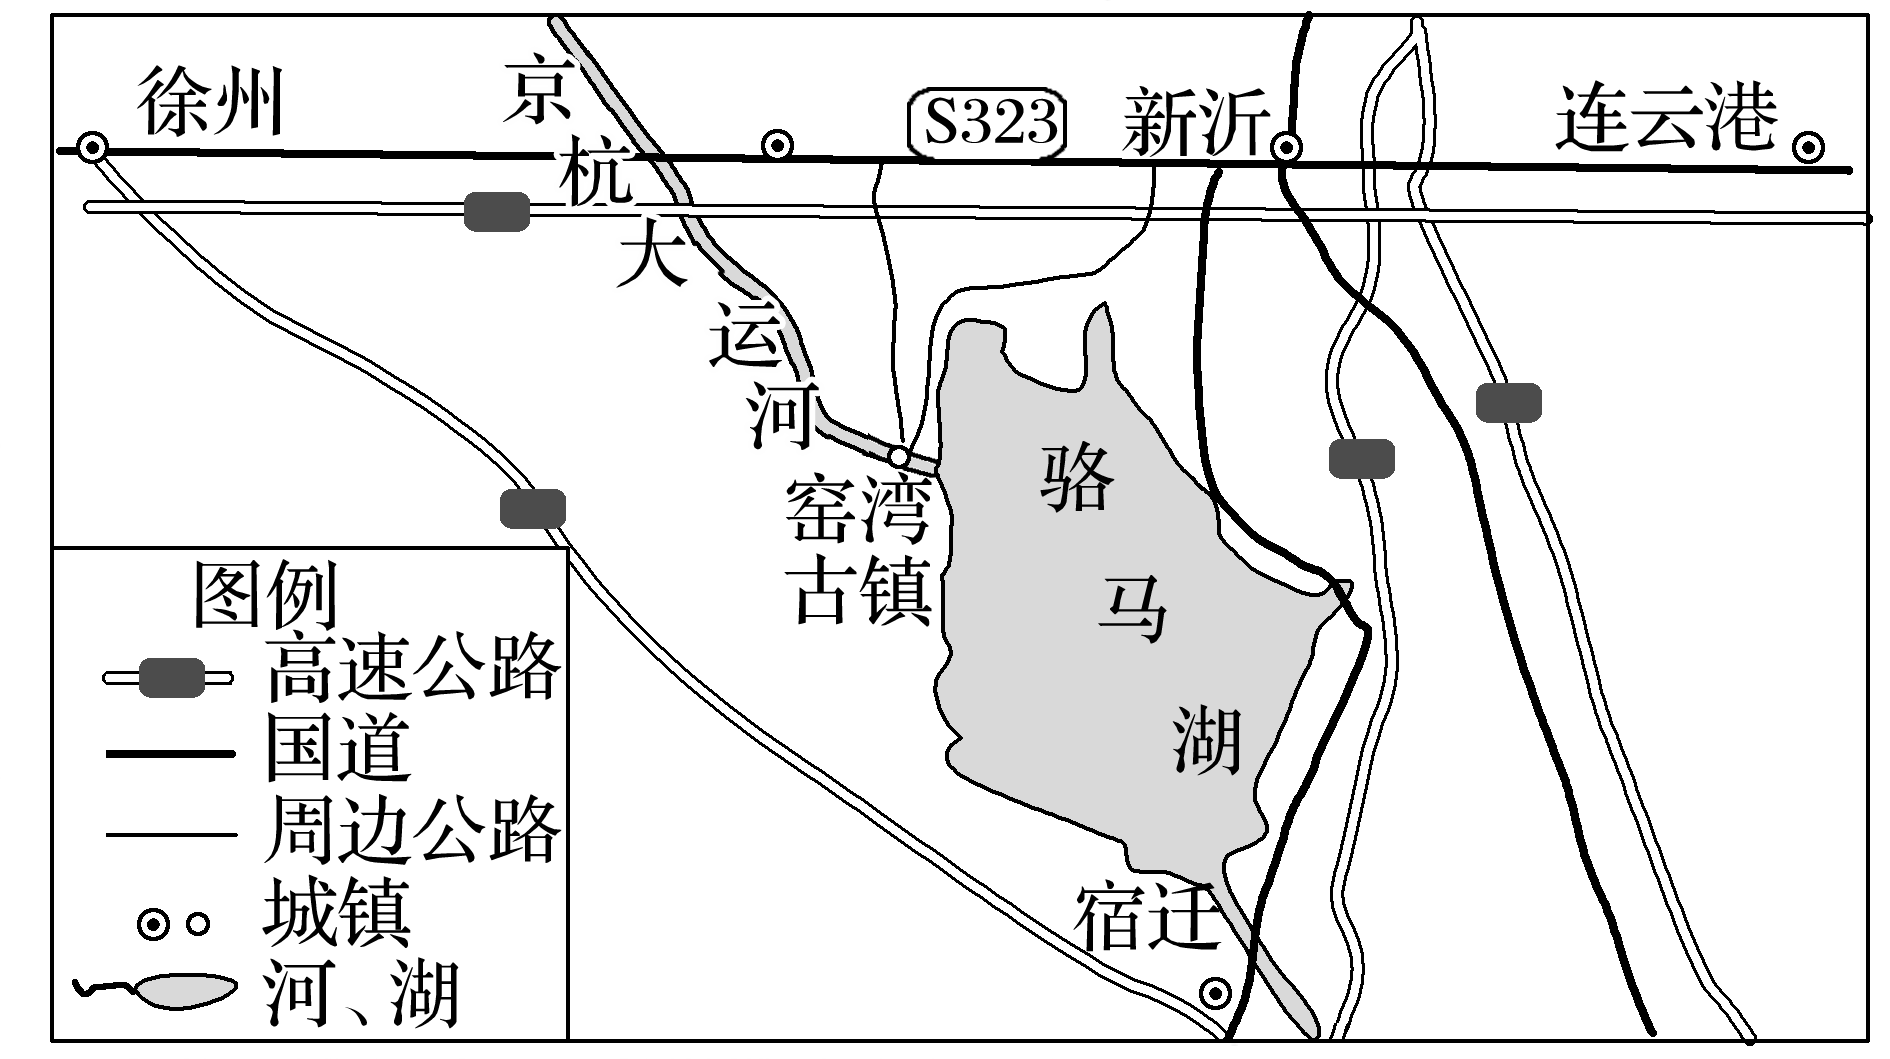 徐州
京杭大运河
S323
新沂
连云港
窑湾
古镇
骆马湖
宿迁
图例
高速公路
国道
周边公路
城镇
河、湖